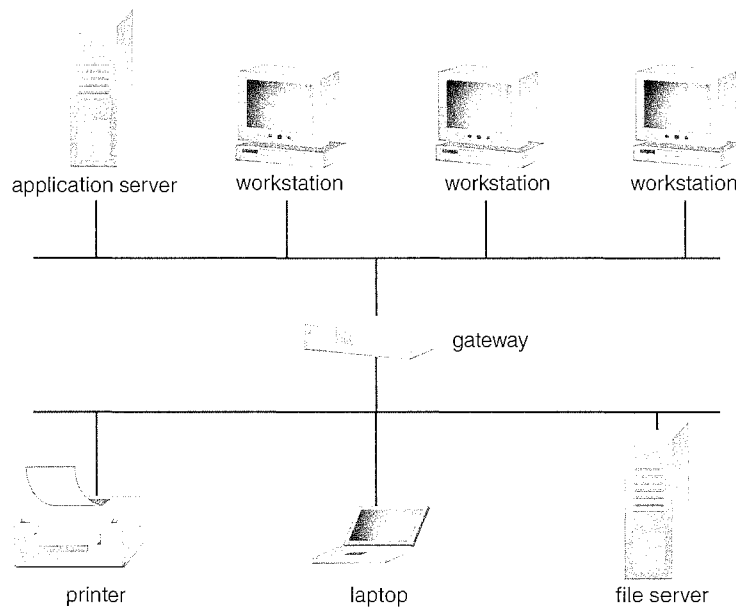 application server
workstation
workstation
workstation
gateway
printer
laptop
file server